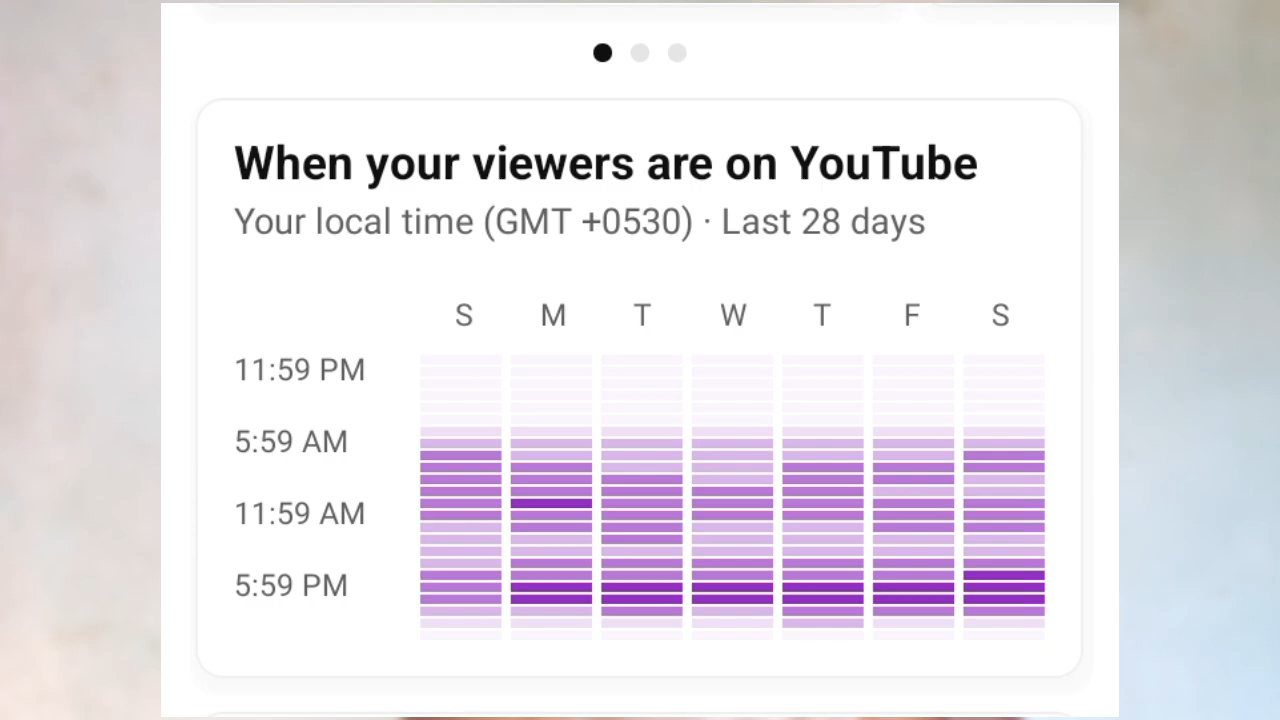 When your viewers are on YouTube
Your local time (GMT +0530) · Last 28 days
S M T W T F S
11:59 PM
5:59 AM
11:59 AM
5:59 PM